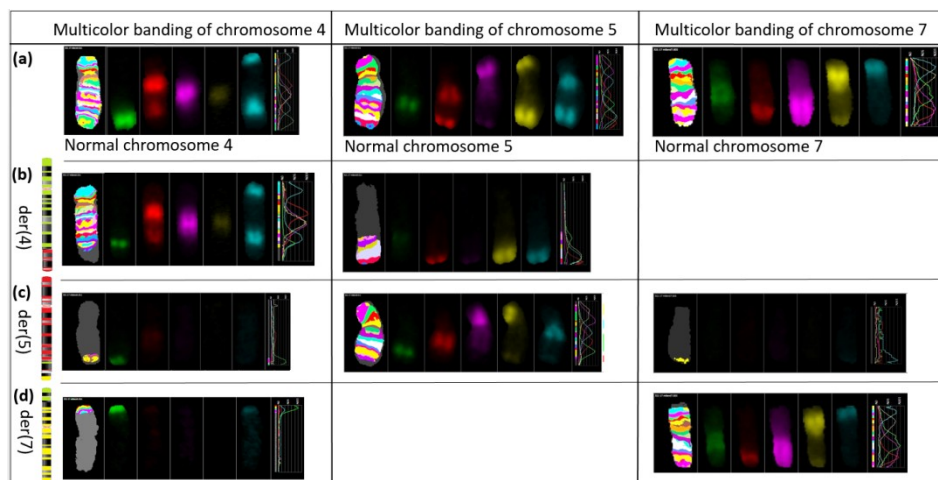 Multicolor banding of chromosome 4
Multicolor banding of chromosome 5
Multicolor banding of chromosome 7
(a)
Normal chromosome 4
Normal chromosome 5
Normal chromosome 7
(b)
der(4)
(c)
der(5)
(d)
der(7)